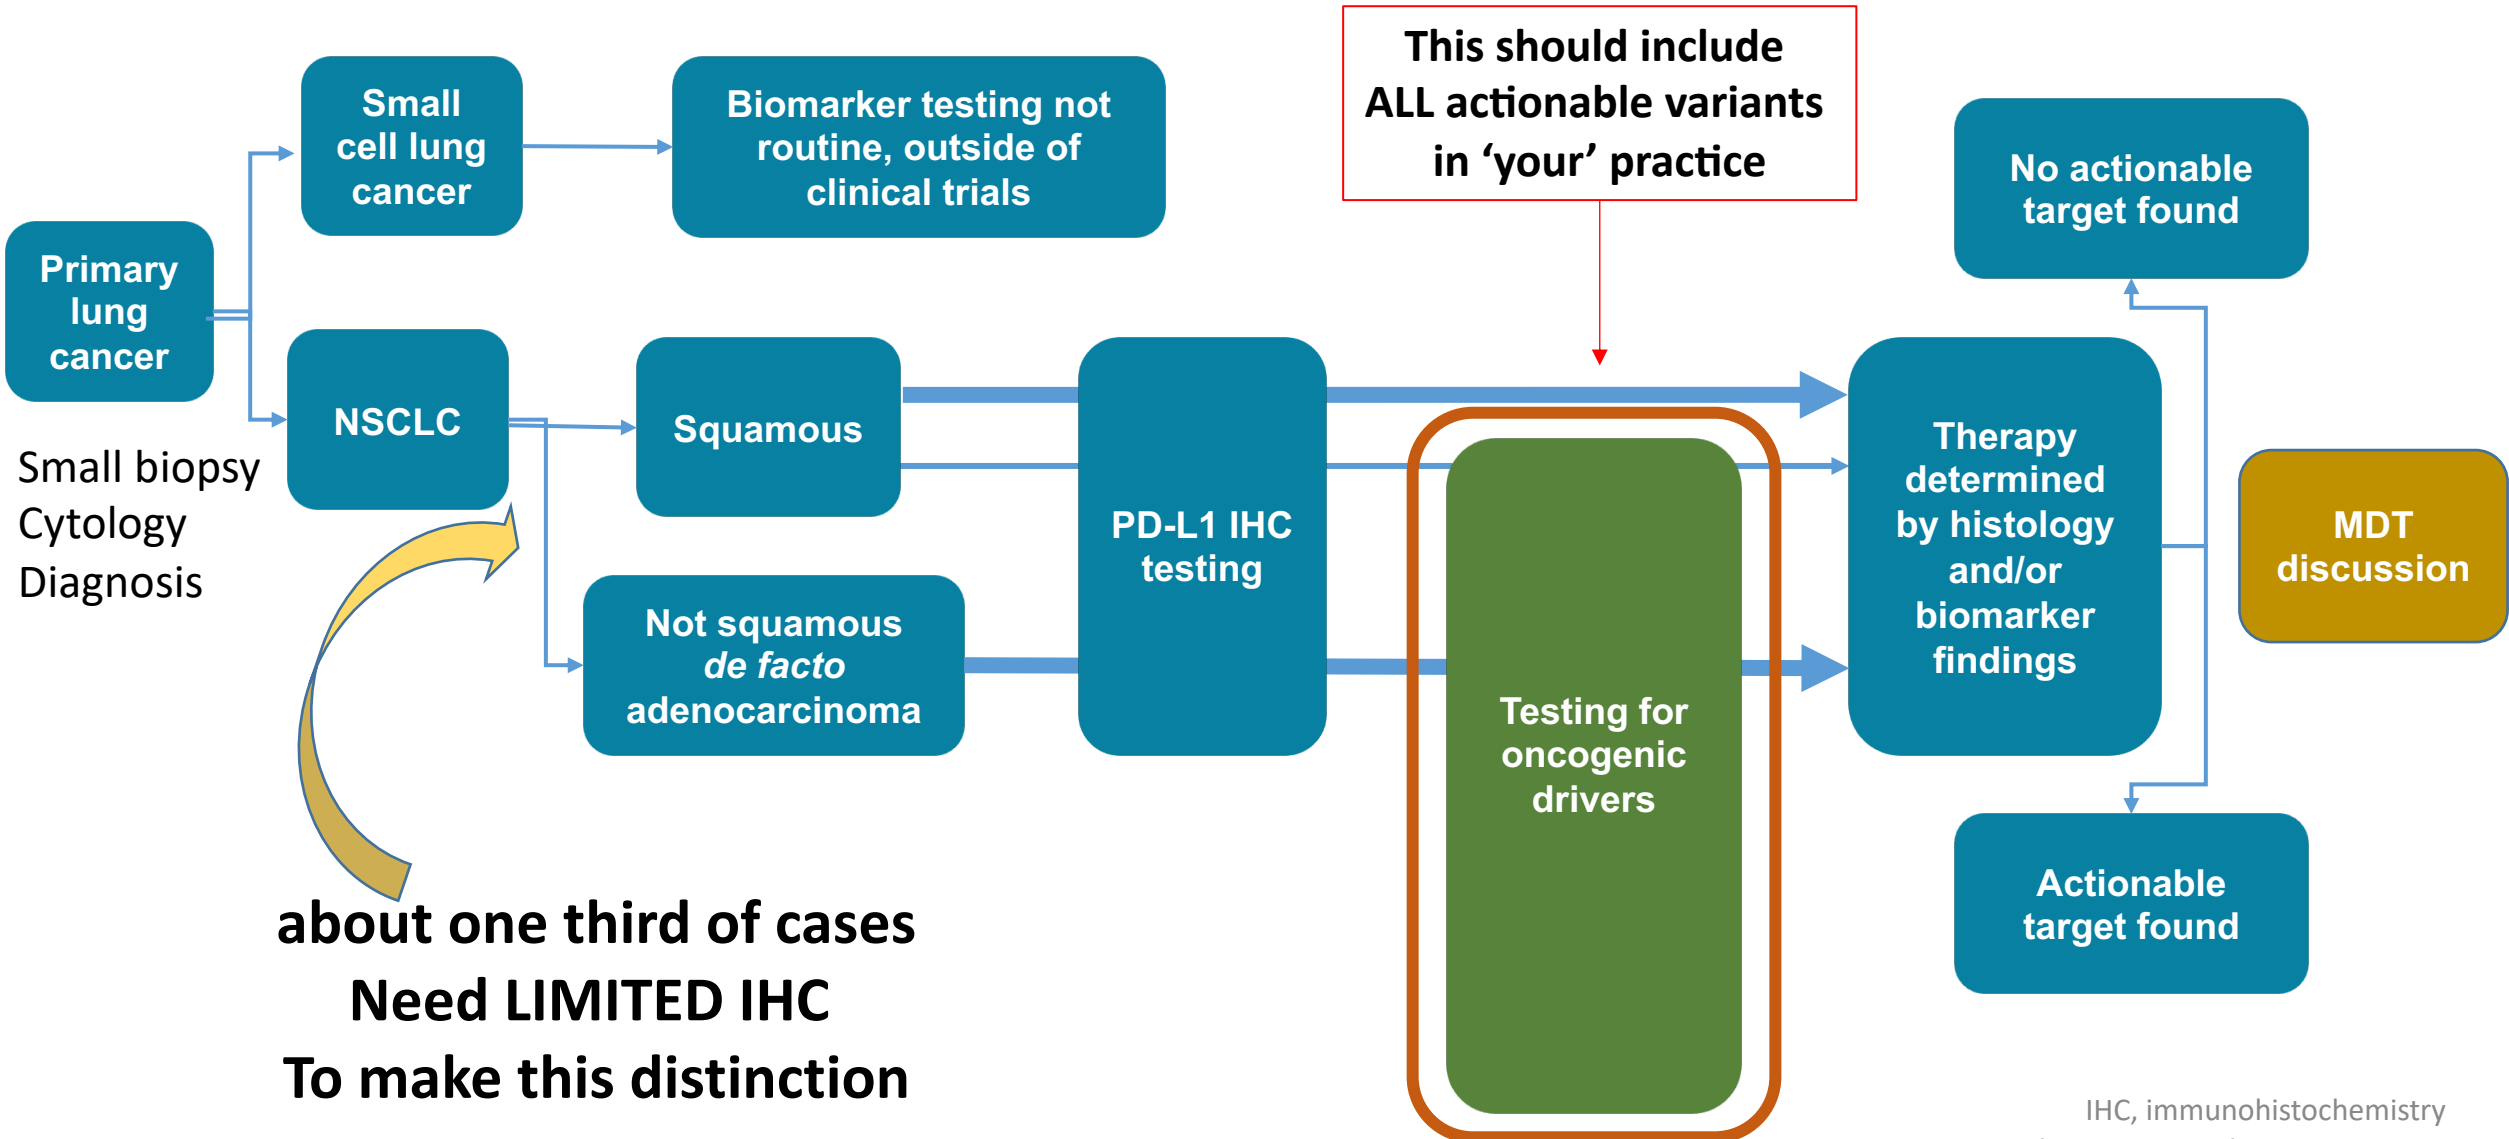 This should include
ALL actionable variants
in ‘your’ practice
Small
cell lung
cancer
Biomarker testing not
routine, outside of
clinical trials
No actionable
target found
Primary
lung
cancer
NSCLC
Squamous
Small biopsy
Cytology
Diagnosis
Not squamous
de facto
adenocarcinoma
PD-L1 IHC
testing
Testing for
oncogenic
drivers
Therapy
determined
by histology
and/or
biomarker
findings
MDT
discussion
Actionable
target found
about one third of cases
Need LIMITED IHC
To make this distinction
IHC, immunohistochemistry